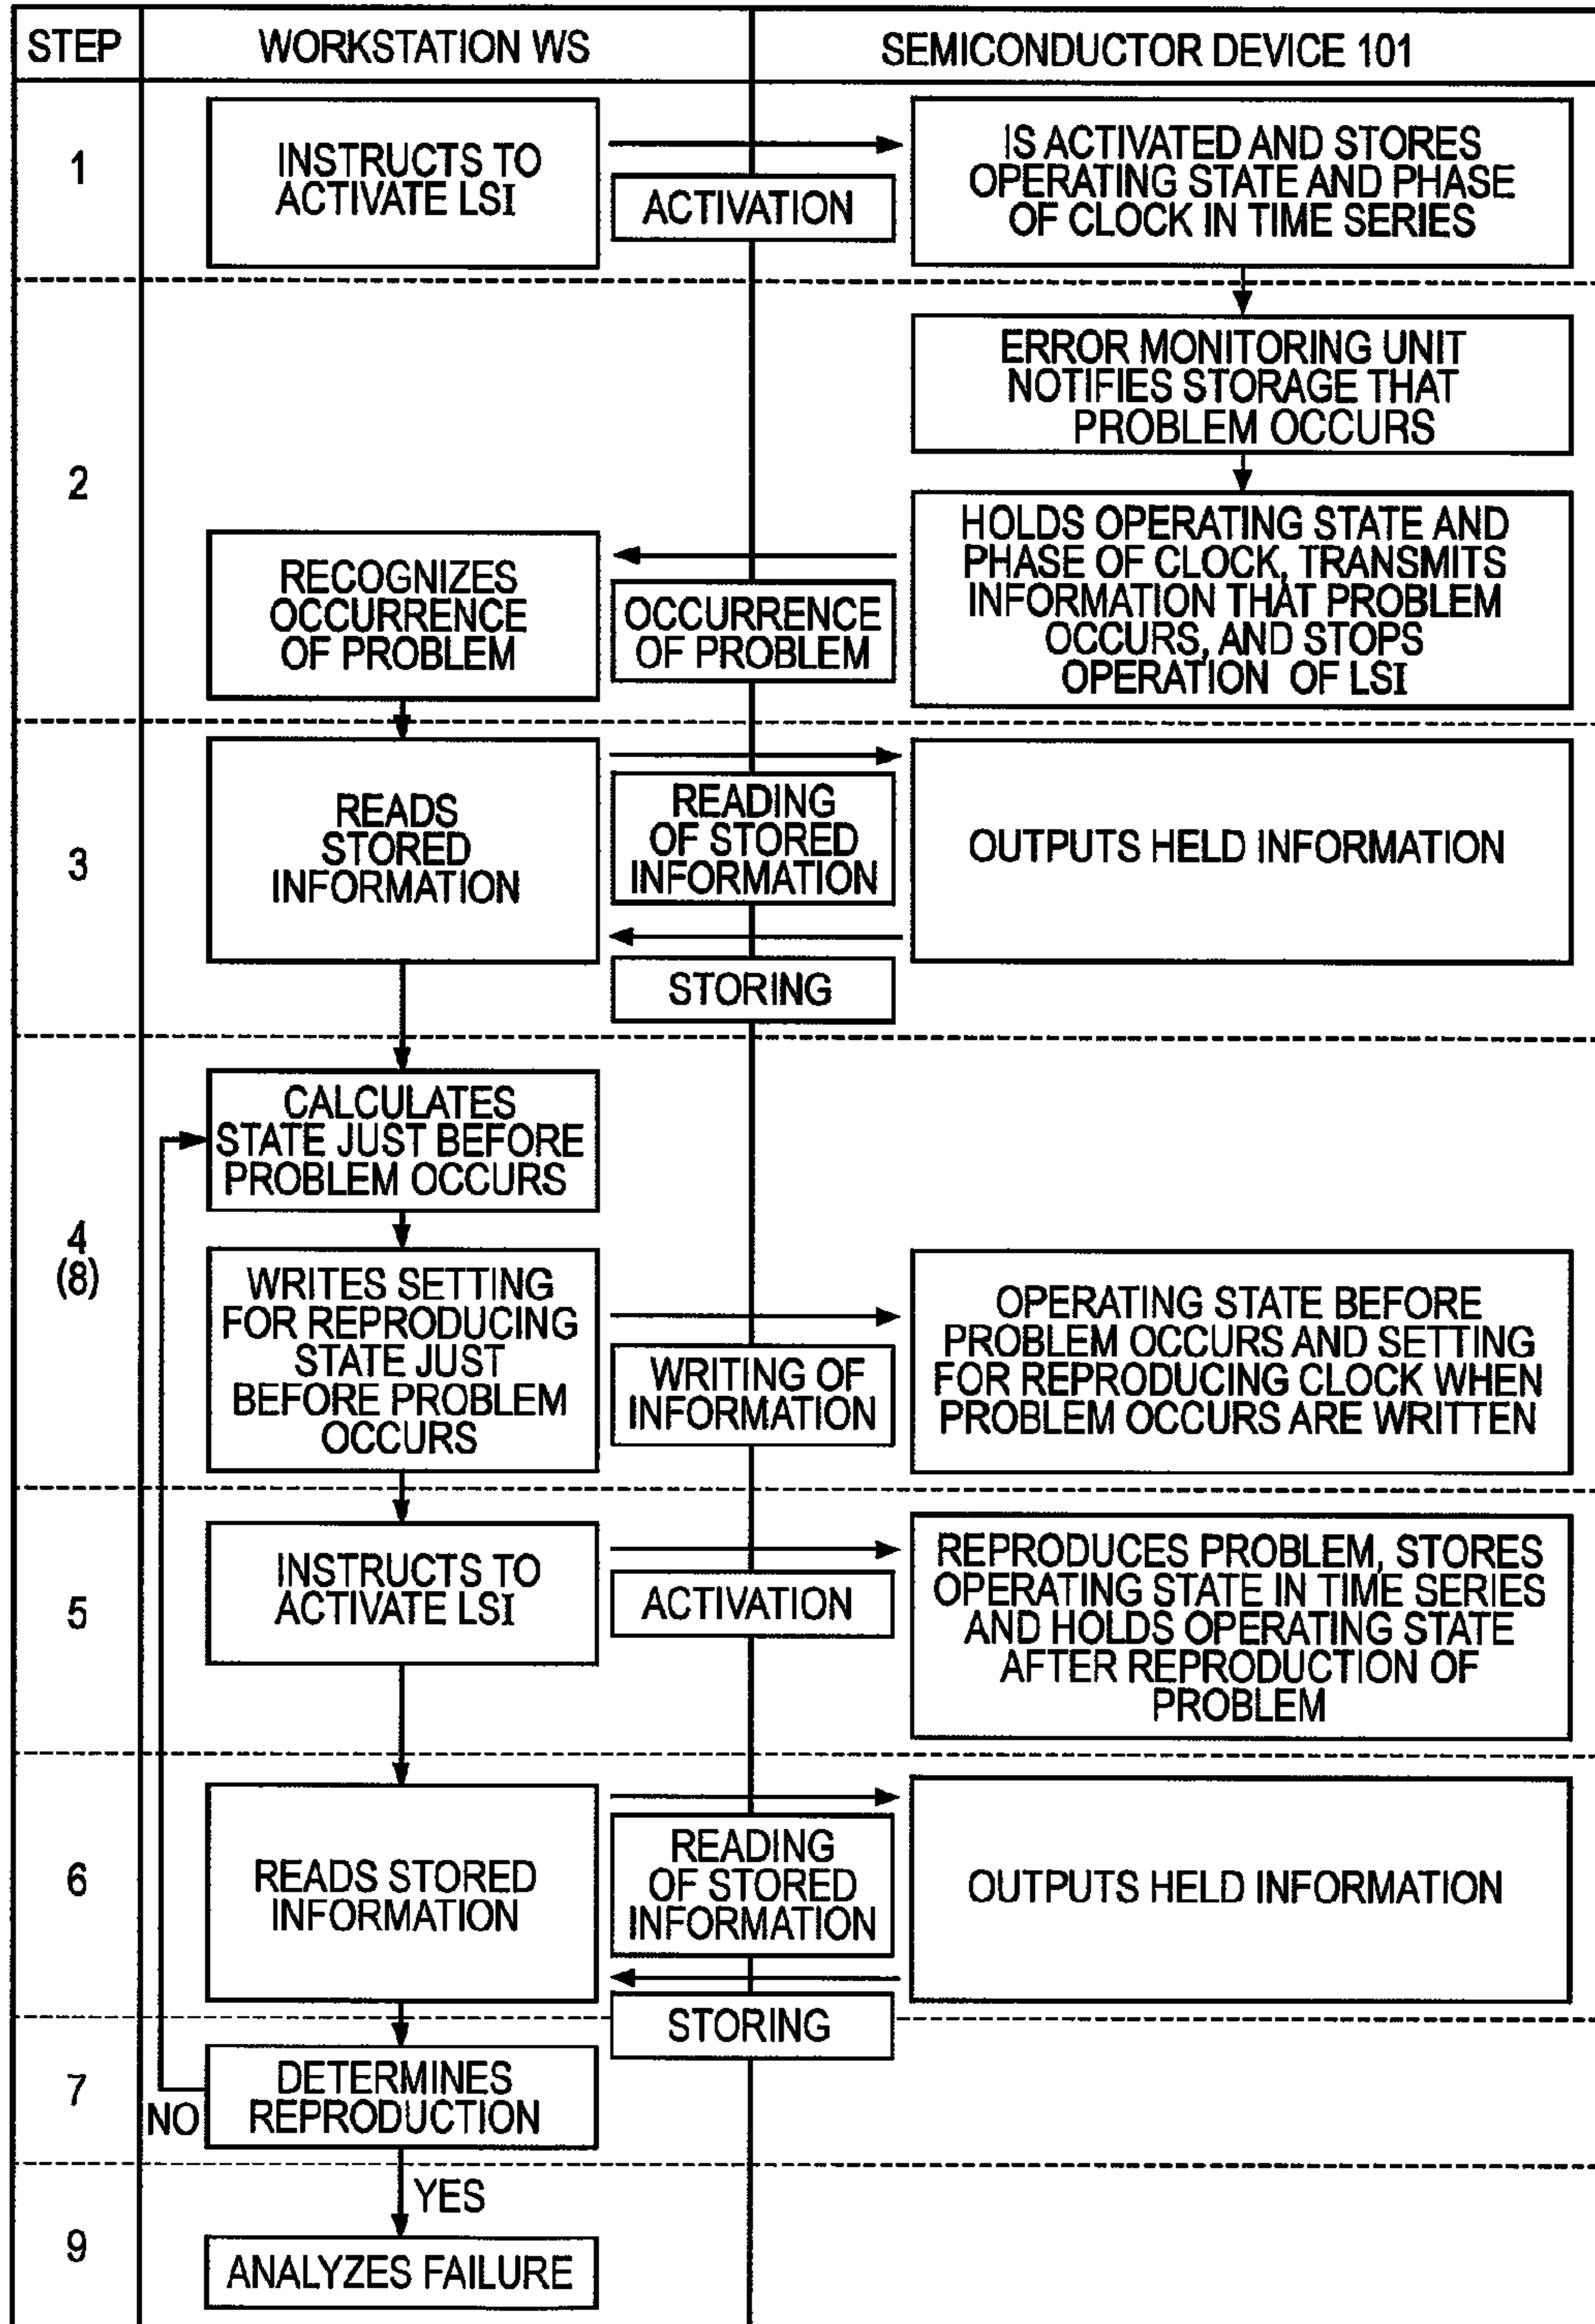 STEP
WORKSTATION WS
SEMICONDUCTOR DEVICE 101
1
INSTRUCTS TO
ACTIVATE LSI
ACTIVATION
IS ACTIVATED AND STORES
OPERATING STATE AND PHASE
OF CLOCK IN TIME SERIES
2
ERROR MONITORING UNIT
NOTIFIES STORAGE THAT
PROBLEM OCCURS
HOLDS OPERATING STATE AND
PHASE OF CLOCK, TRANSMITS
INFORMATION THAT PROBLEM
OCCURS, AND STOPS
OPERATION OF LSI
OCCURRENCE
OF PROBLEM
RECOGNIZES
OCCURRENCE
OF PROBLEM
3
READS
STORED
INFORMATION
READING
OF STORED
INFORMATION
OUTPUTS HELD INFORMATION
STORING
4
(8)
CALCULATES
STATE JUST BEFORE
PROBLEM OCCURS
WRITES SETTING
FOR REPRODUCING
STATE JUST
BEFORE PROBLEM
OCCURS
WRITING OF
INFORMATION
OPERATING STATE BEFORE
PROBLEM OCCURS AND SETTING
FOR REPRODUCING CLOCK WHEN
PROBLEM OCCURS ARE WRITTEN
5
INSTRUCTS TO
ACTIVATE LSI
ACTIVATION
REPRODUCES PROBLEM, STORES
OPERATING STATE IN TIME SERIES
AND HOLDS OPERATING STATE
AFTER REPRODUCTION OF
PROBLEM
6
READS STORED
INFORMATION
READING
OF STORED
INFORMATION
OUTPUTS HELD INFORMATION
STORING
7
DETERMINES
REPRODUCTION
NO
YES
9
ANALYZES FAILURE